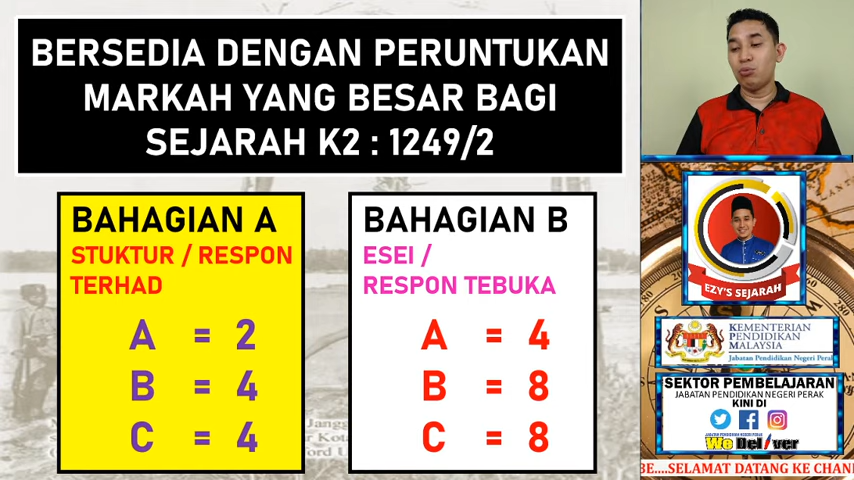 BERSEDIA DENGAN PERUNTUKAN
MARKAH YANG BESAR BAGI
SEJARAH K2 : 1249/2
BAHAGIAN A
STUKTUR / RESPON
TERHAD
A = 2
B = 4
C = 4
BAHAGIAN B
ESEI /
RESPON TEBUKA
A = 4
B = 8
C = 8
EZY'S SEJARAH
KEMENTERIAN
PENDIDIKAN
MALAYSIA
Jabatan Pendidikan Negeri Perak
SEKTOR PEMBELAJARAN
JABATAN PENDIDIKAN NEGERI PERAK
KINI DI
We Deliver
BE....SELAMAT DATANG KE CHAN